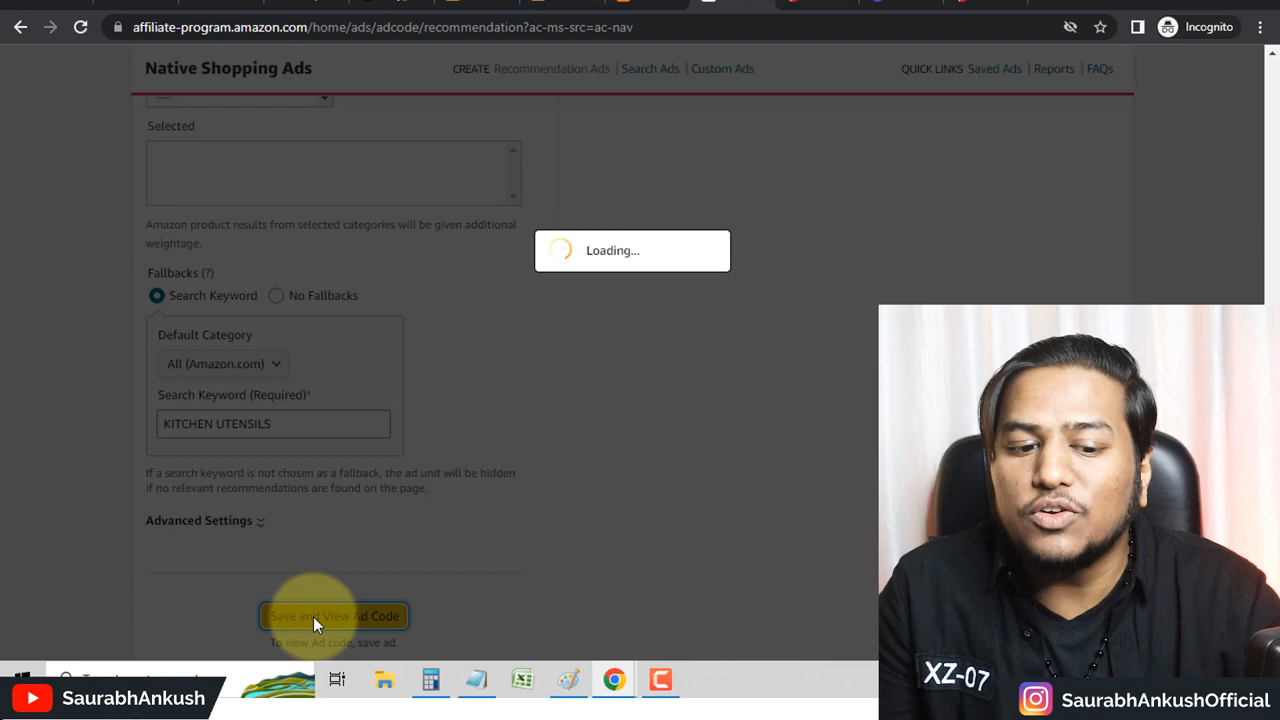 affiliate-program.amazon.com/home/ads/adcode/recommendation?ac-ms-src=ac-nav
Incognito
Native Shopping Ads
CREATE Recommendation Ads | Search Ads | Custom Ads
QUICK LINKS Saved Ads | Reports | FAQs
Selected
Amazon product results from selected categories will be given additional
weightage.
Loading...
Fallbacks (?)
Search Keyword
No Fallbacks
Default Category
All (Amazon.com)
Search Keyword (Required)*
KITCHEN UTENSILS
If a search keyword is not chosen as a fallback, the ad unit will be hidden
if no relevant recommendations are found on the page.
Advanced Settings
Save and View Ad Code
To view Ad code, save ad.
XZ-07
SaurabhAnkush
SaurabhAnkushOfficial